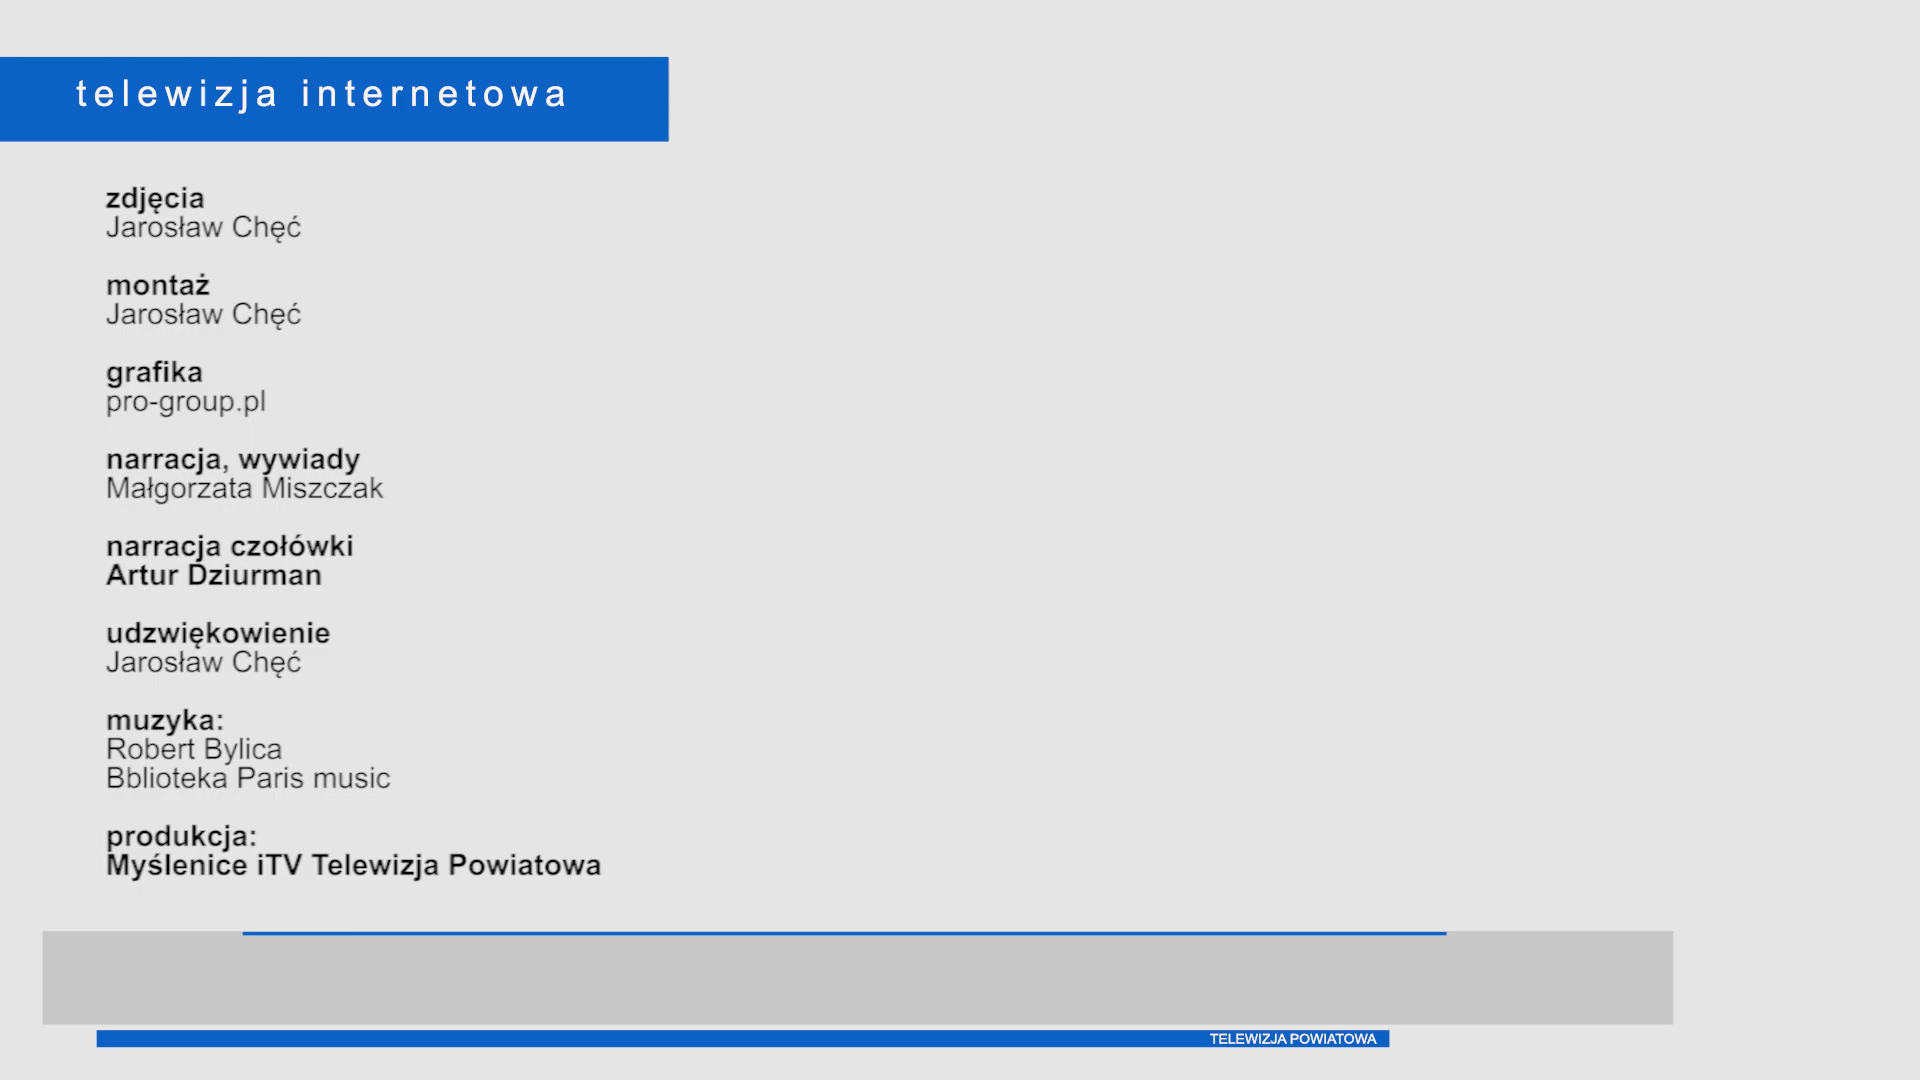 telewizja internetowa
zdjęcia
Jarosław Chęć
montaż
Jarosław Chęć
grafika
pro-group.pl
narracja, wywiady
Małgorzata Miszczak
narracja czołówki
Artur Dziurman
udzwiękowienie
Jarosław Chęć
muzyka:
Robert Bylica
Bblioteka Paris music
produkcja:
Myślenice iTV Telewizja Powiatowa
TELEWIZJA POWIATOWA